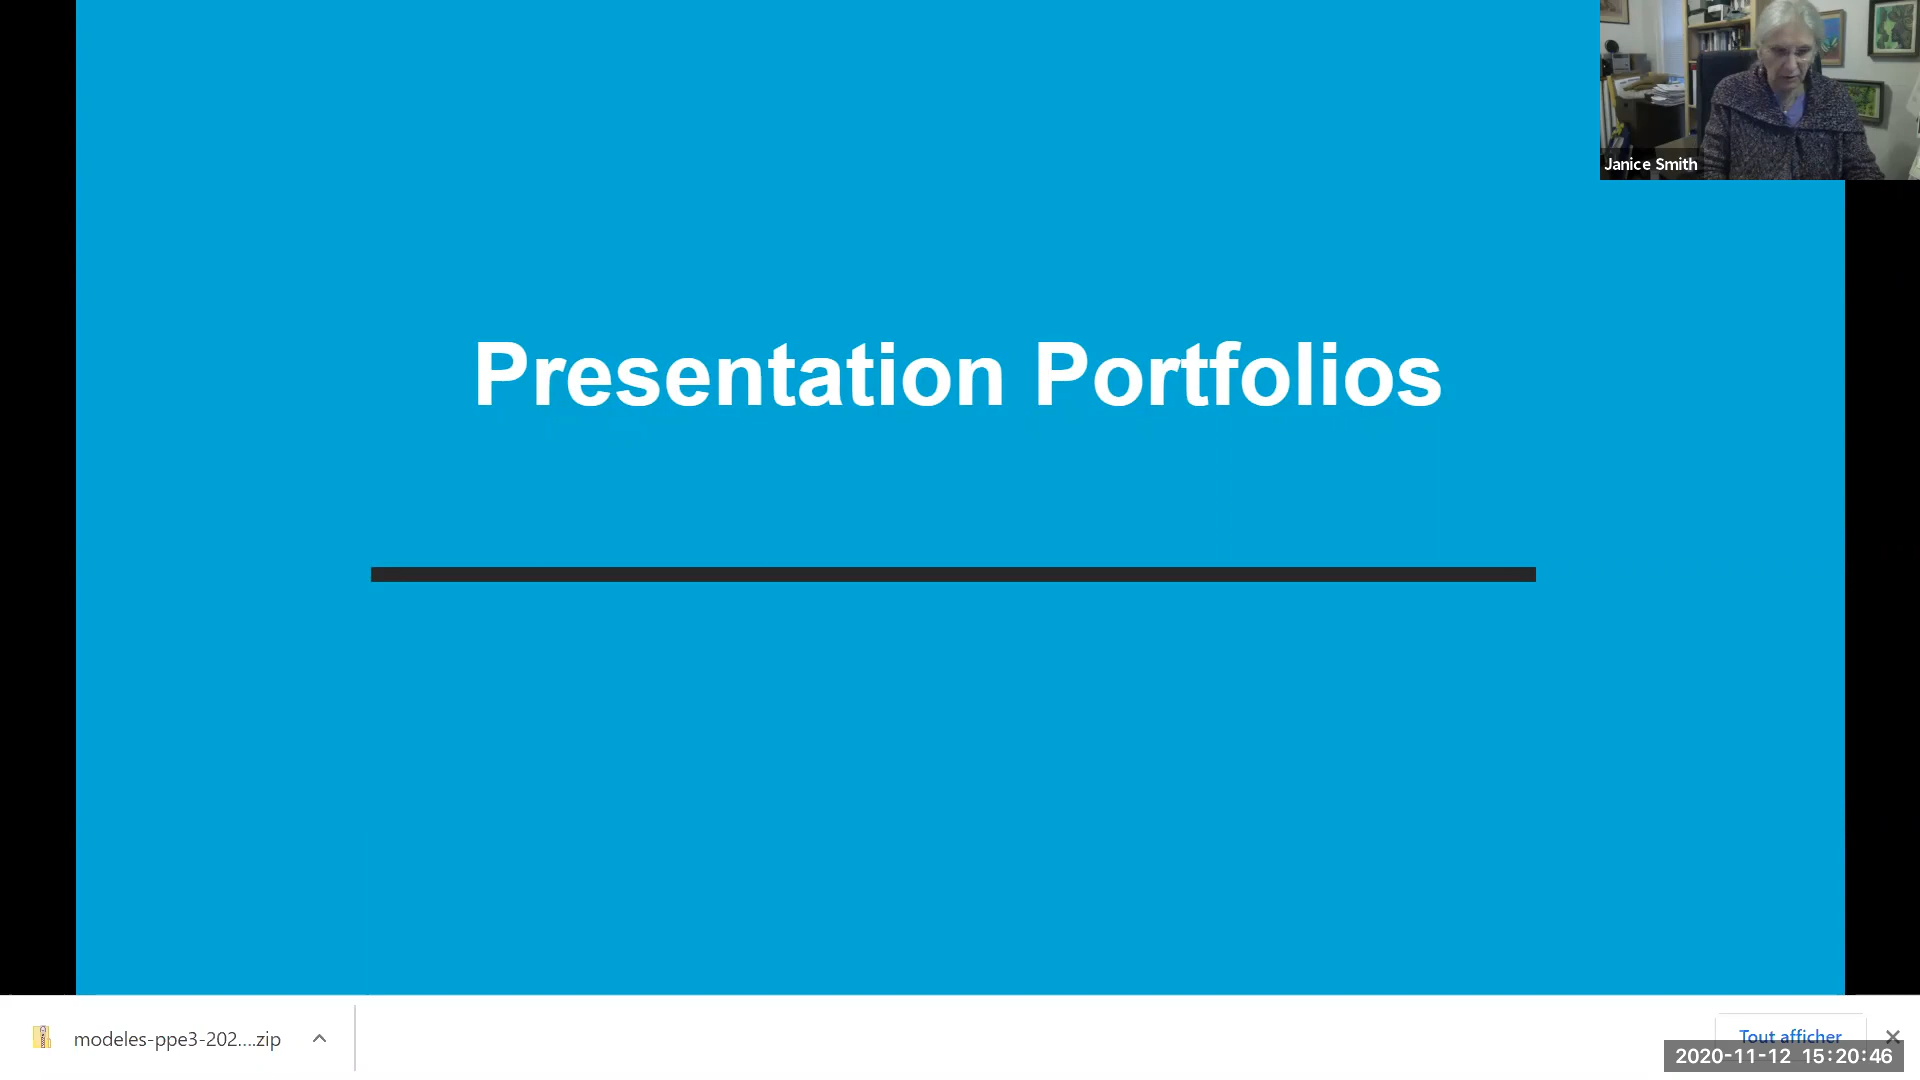 Janice Smith
Presentation Portfolios
modeles-ppe3-202....zip
Tout afficher
2020-11-12 15:20:46